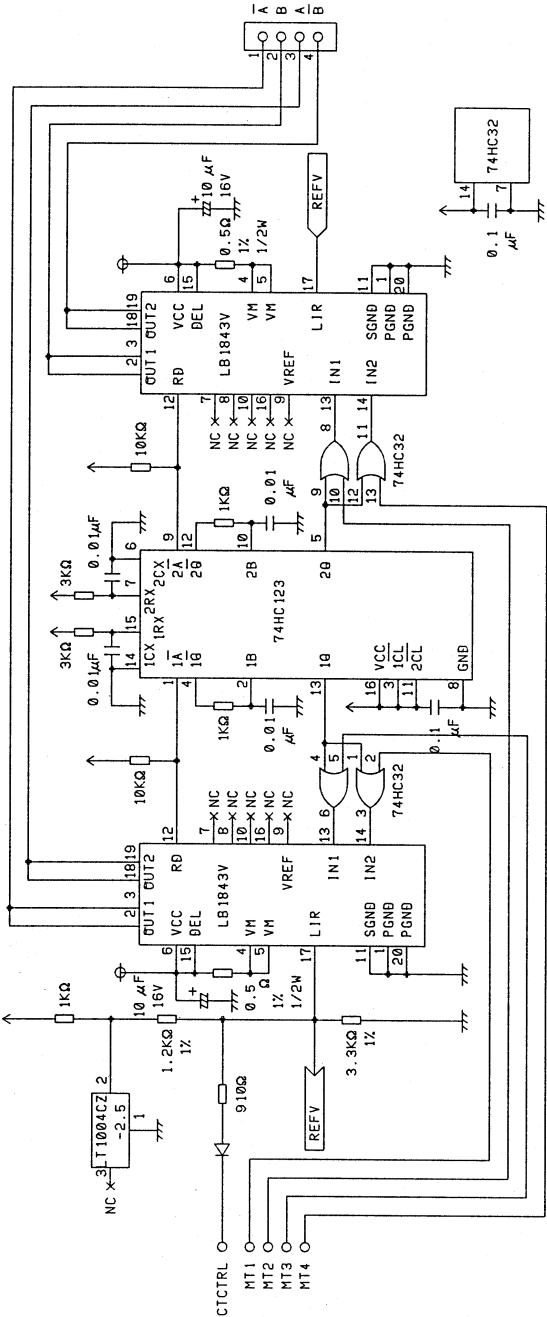 NC
3
LT1004CZ
-2.5
2
1
1KΩ
10 μF
16V
1.2KΩ
1%
910Ω
3.3KΩ
1%
REFV
CTCTRL
MT1
MT2
MT3
MT4
+
0.5Ω
1%
1/2W
2
3
18
19
OUT1
OUT2
6
VCC
15
DEL
4
VM
5
VM
17
LIR
11
SGND
1
PGND
20
PGND
LB1843V
RD
12
7
NC
8
NC
10
NC
16
NC
9
NC
VREF
IN1
13
IN2
14
6
3
4
5
1
2
74HC32
10KΩ
3KΩ
0.01μF
14
15
7
6
3KΩ
0.01μF
1CX
1RX
2RX
2CX
1
1A̅
4
1Q̅
1KΩ
2
1B
0.01
μF
13
1Q
16
VCC
3
1C̅L̅
11
2C̅L̅
8
GND
0.1
μF
74HC123
2A̅
9
2Q̅
12
1KΩ
2B
10
0.01
μF
2Q
5
10KΩ
9
10
12
13
8
11
74HC32
2
3
18
19
OUT1
OUT2
12
RD
NC
7
NC
8
NC
10
NC
16
NC
9
VREF
13
IN1
14
IN2
LB1843V
VCC
6
DEL
15
VM
4
VM
5
LIR
17
SGND
11
PGND
1
PGND
20
+
10 μF
16V
0.5Ω
1%
1/2W
REFV
1
A̅
2
B
3
A
4
B̅
14
7
74HC32
0.1
μF